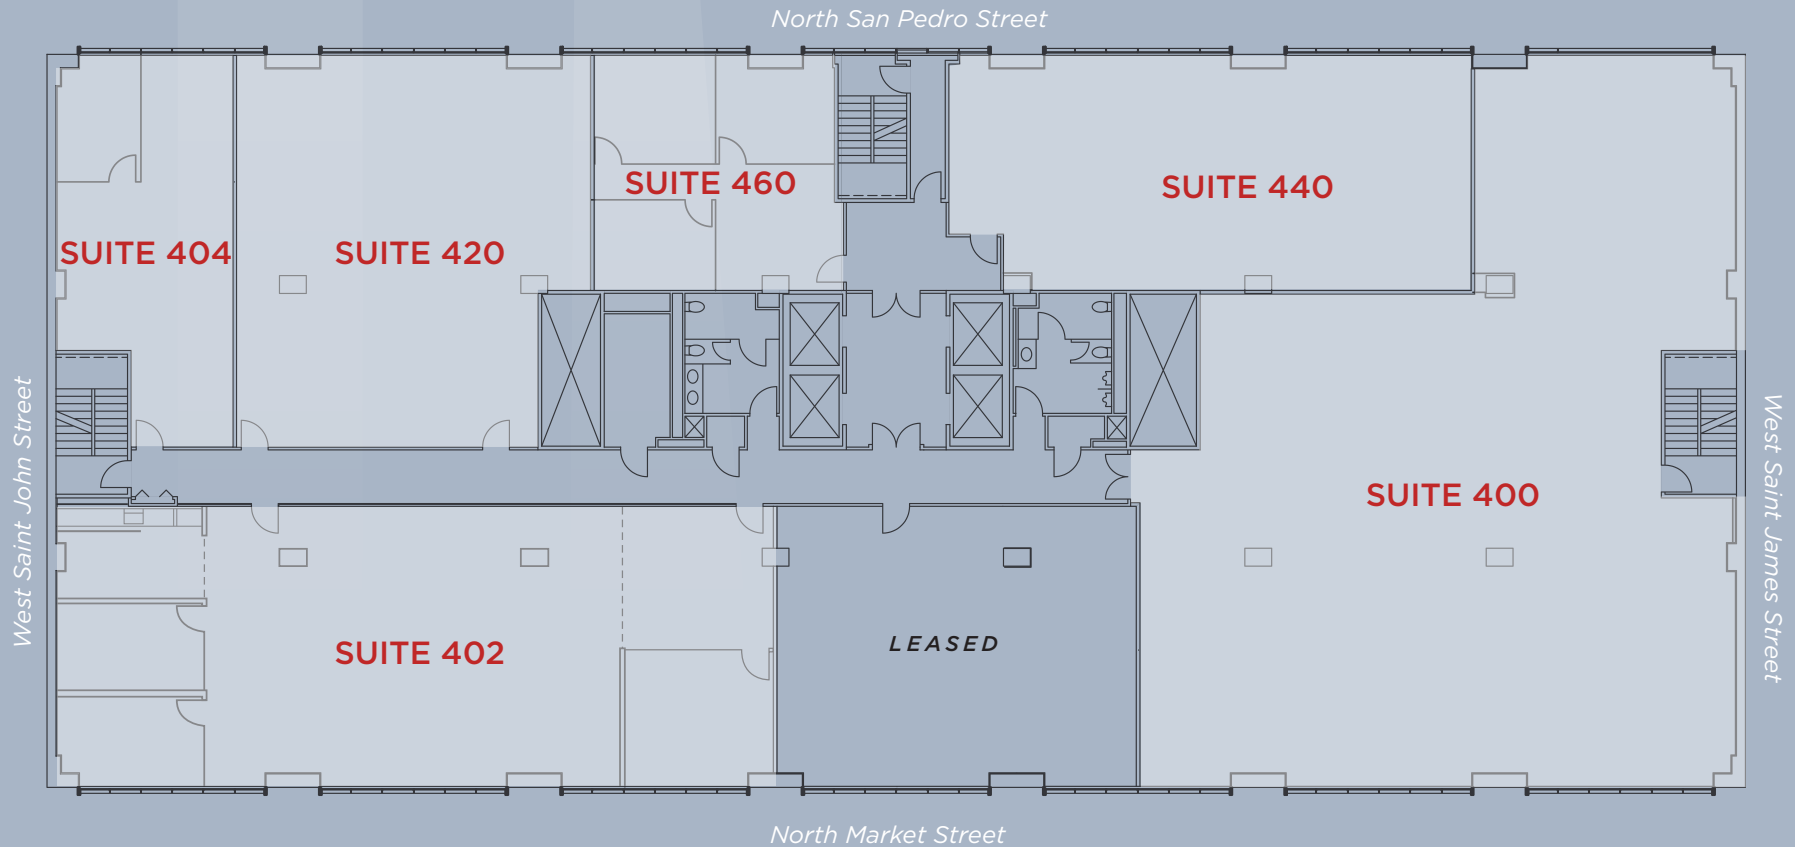 North San Pedro Street
SUITE 460
SUITE 440
SUITE 404
SUITE 420
West Saint John Street
West Saint James Street
SUITE 400
SUITE 402
LEASED
North Market Street